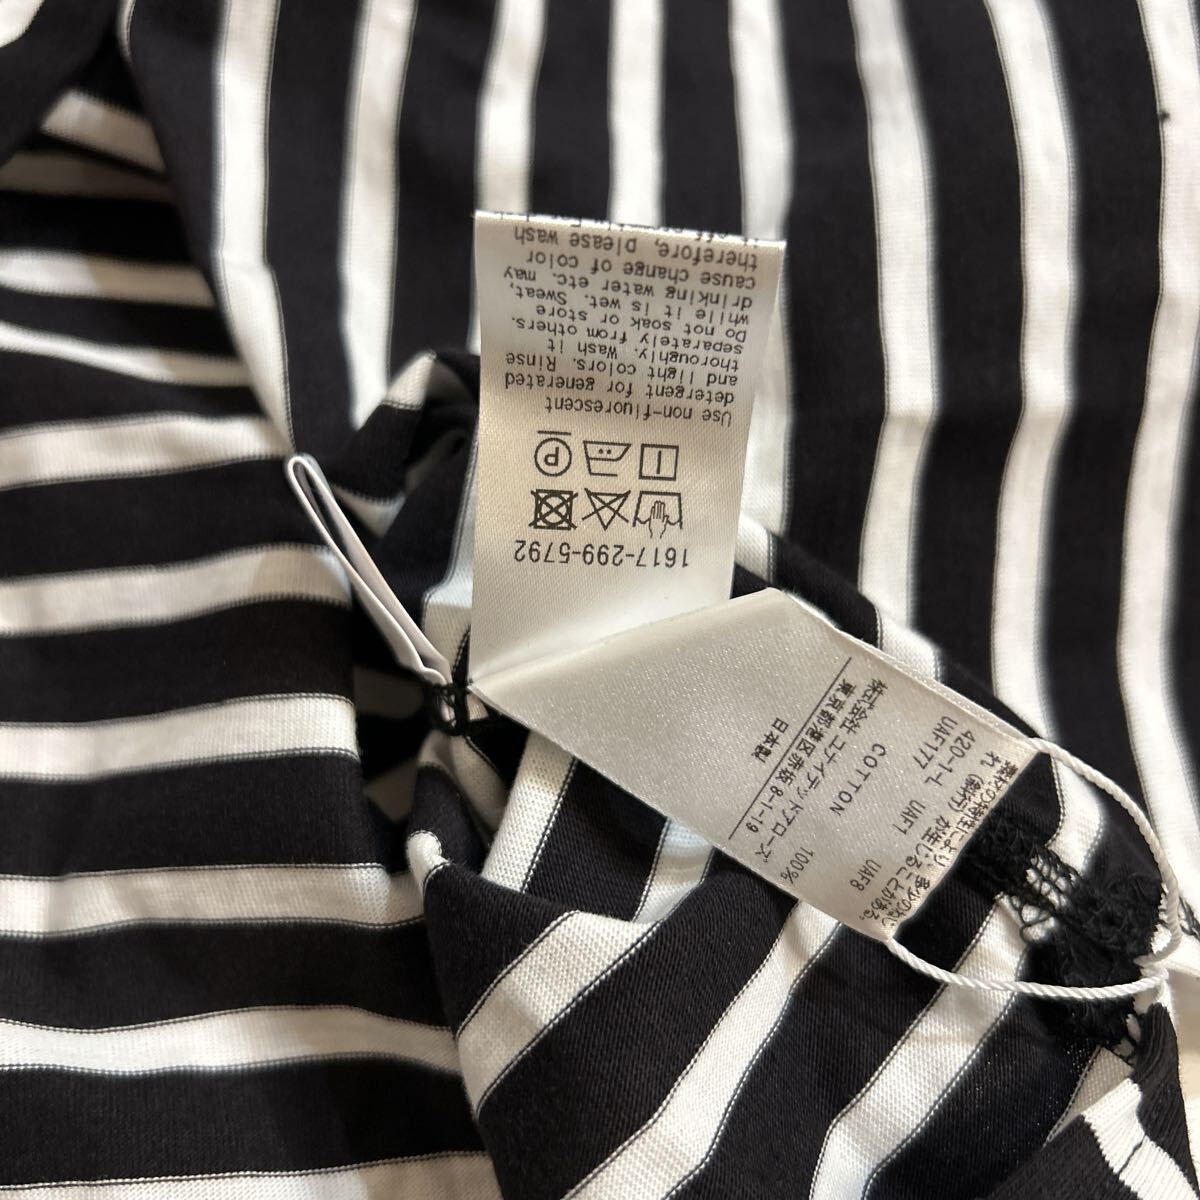 1617-299-5792
P
Use non-fluorescent
detergent for generated
and light colors. Rinse
thoroughly. Wash it
separately from others.
Do not soak or store
while it is wet. Sweat,
drinking water etc. may
cause change of color
therefore, please wash
420-1-L
UAF177 UAF1 UAF8
COTTON 100%
株式会社 ユナイテッドアローズ
東京都港区赤坂 8-1-19
日本製